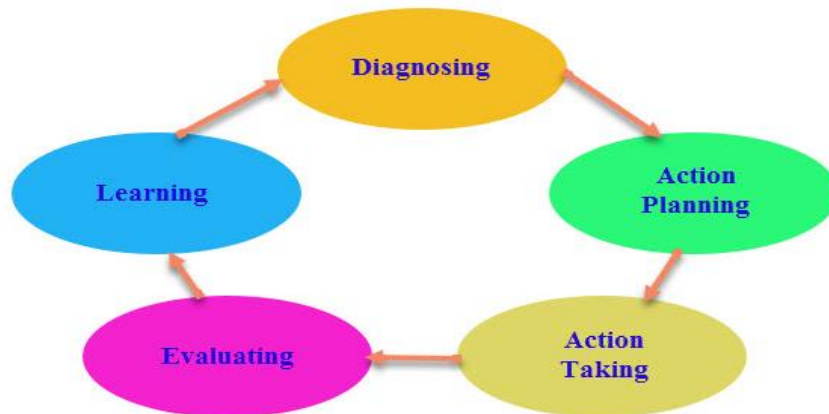 Diagnosing
Action
Planning
Action
Taking
Evaluating
Learning